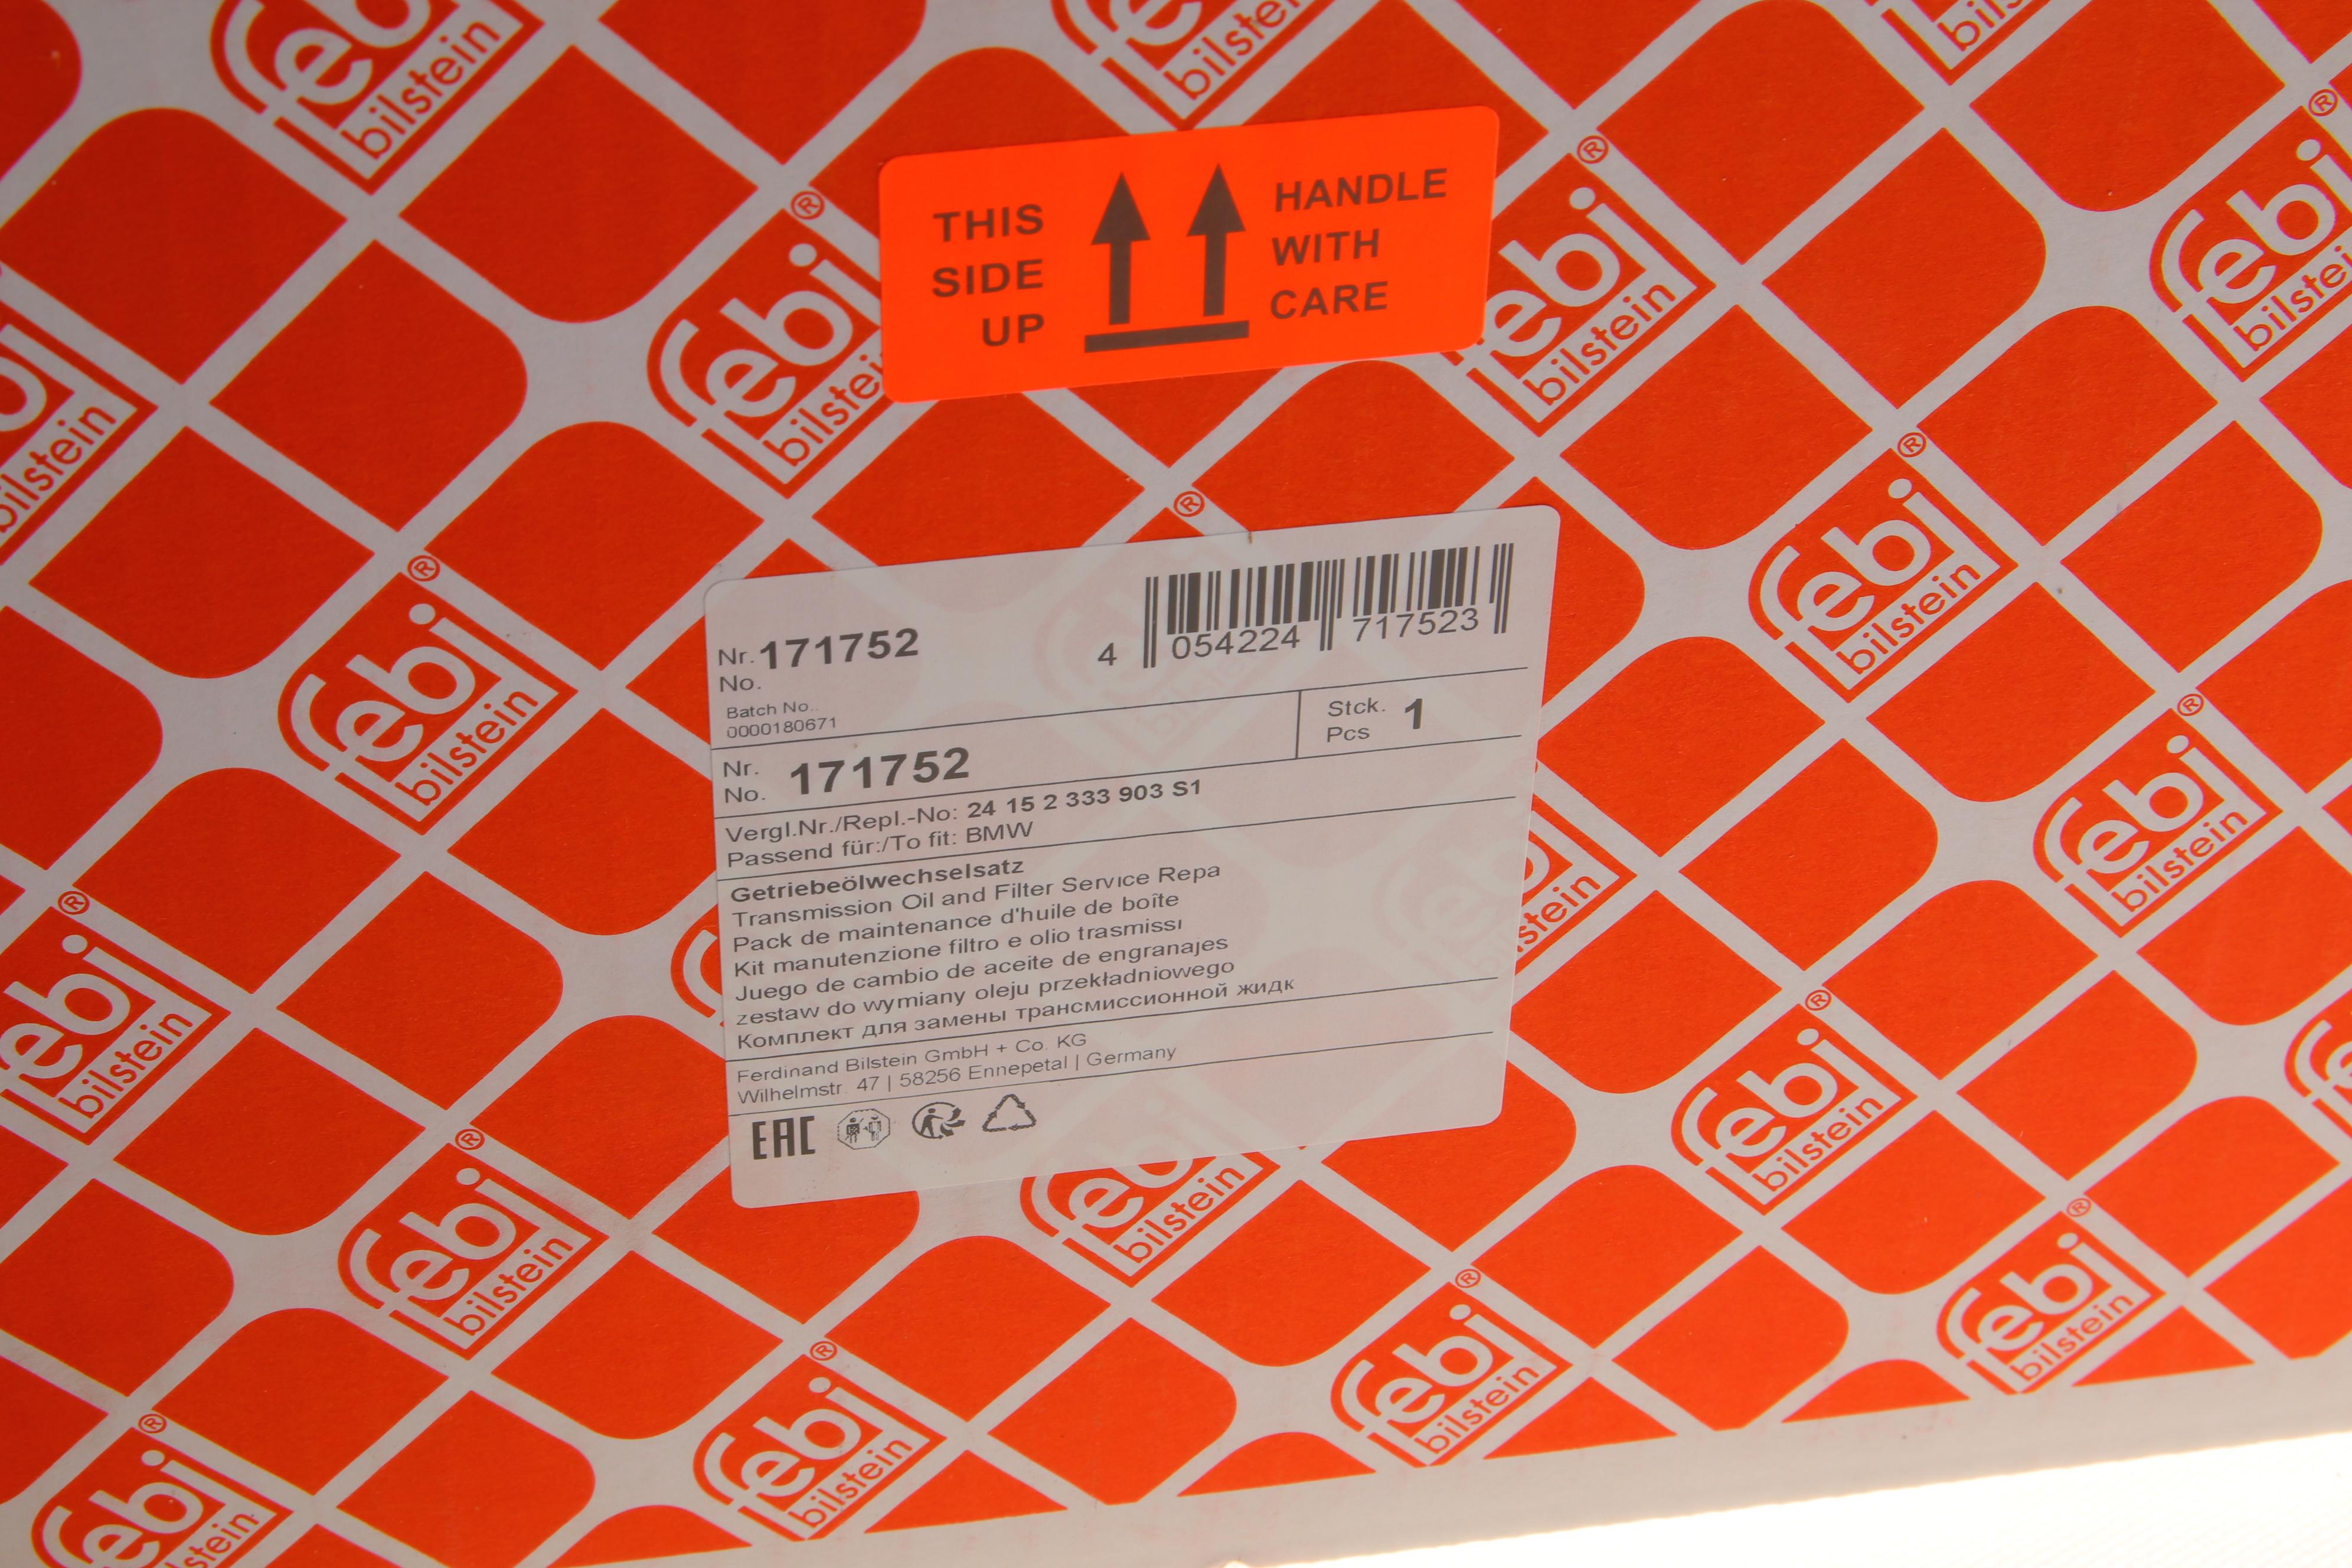 THIS
SIDE
UP
HANDLE
WITH
CARE
febi®
bilstein
Nr. 171752
No.
4 054224 717523
Batch No..
0000180671
Stck. 1
Pcs
Nr. 171752
No.
Vergl.Nr./Repl.-No: 24 15 2 333 903 S1
Passend für:/To fit: BMW
Getriebeölwechselsatz
Transmission Oil and Filter Service Repa
Pack de maintenance d'huile de boîte
Kit manutenzione filtro e olio trasmissi
Juego de cambio de aceite de engranajes
zestaw do wymiany oleju przekładniowego
Комплект для замены трансмиссионной жидк
Ferdinand Bilstein GmbH + Co. KG
Wilhelmstr. 47 | 58256 Ennepetal | Germany
EAC